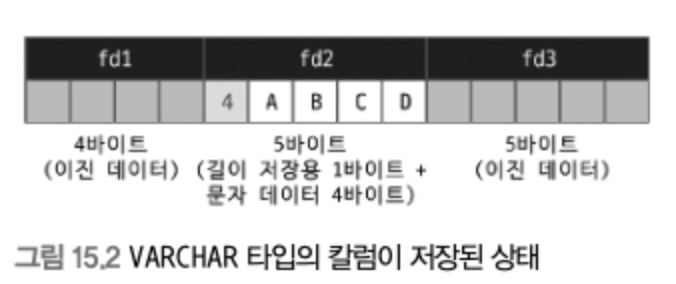 fd1 fd2 fd3
4 A B C D
4바이트 5바이트 5바이트
(이진 데이터) (길이 저장용 1바이트 + (이진 데이터)
문자 데이터 4바이트)
그림 15.2 VARCHAR 타입의 칼럼이 저장된 상태